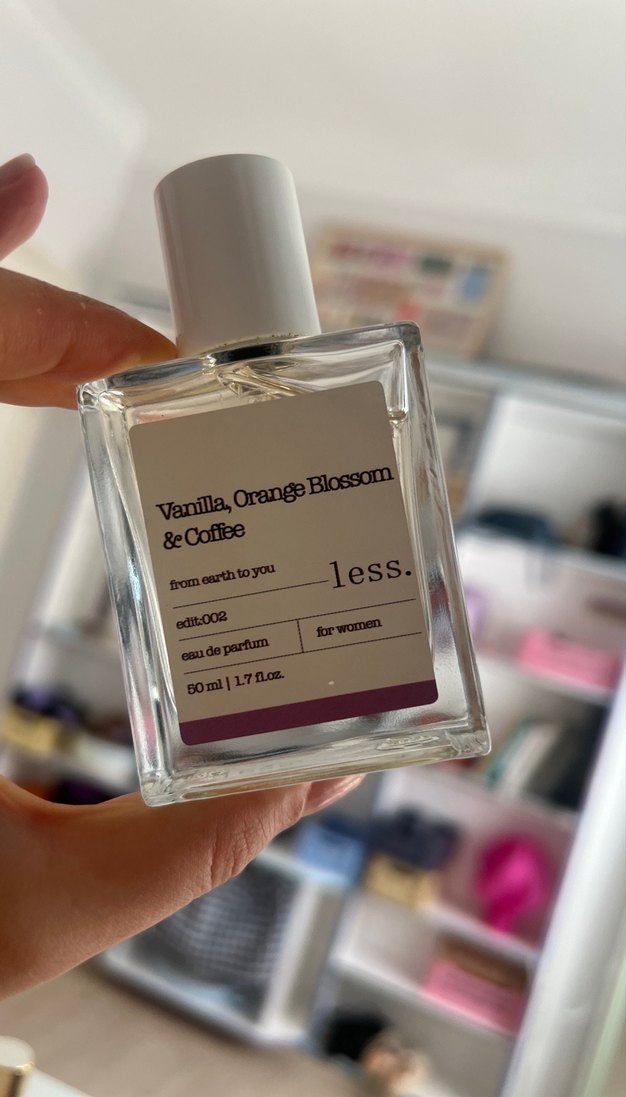 Vanilla, Orange Blossom
& Coffee
from earth to you
less.
edit:002
eau de parfum
for women
50 ml | 1.7 fl.oz.